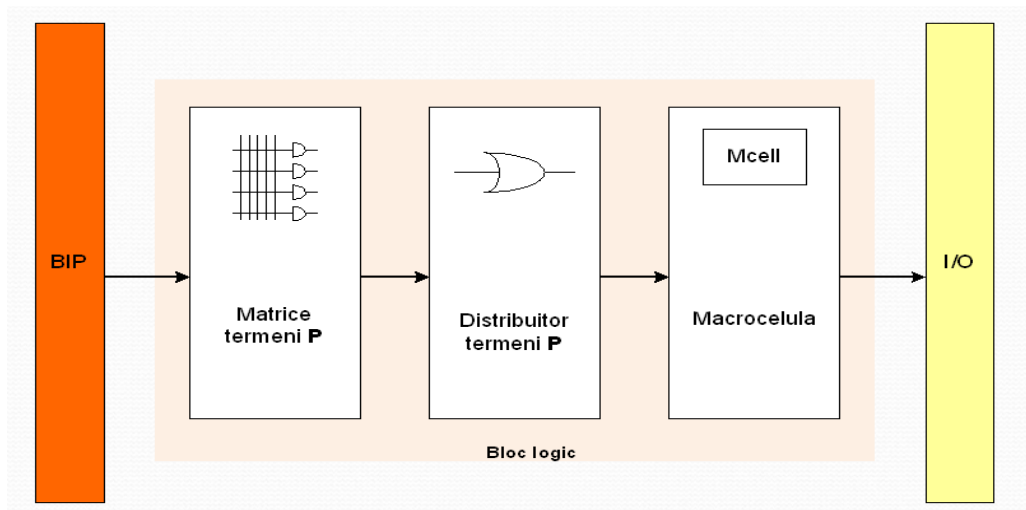 BIP
Matrice
termeni P
Distribuitor
termeni P
Mcell
Macrocelula
I/O
Bloc logic